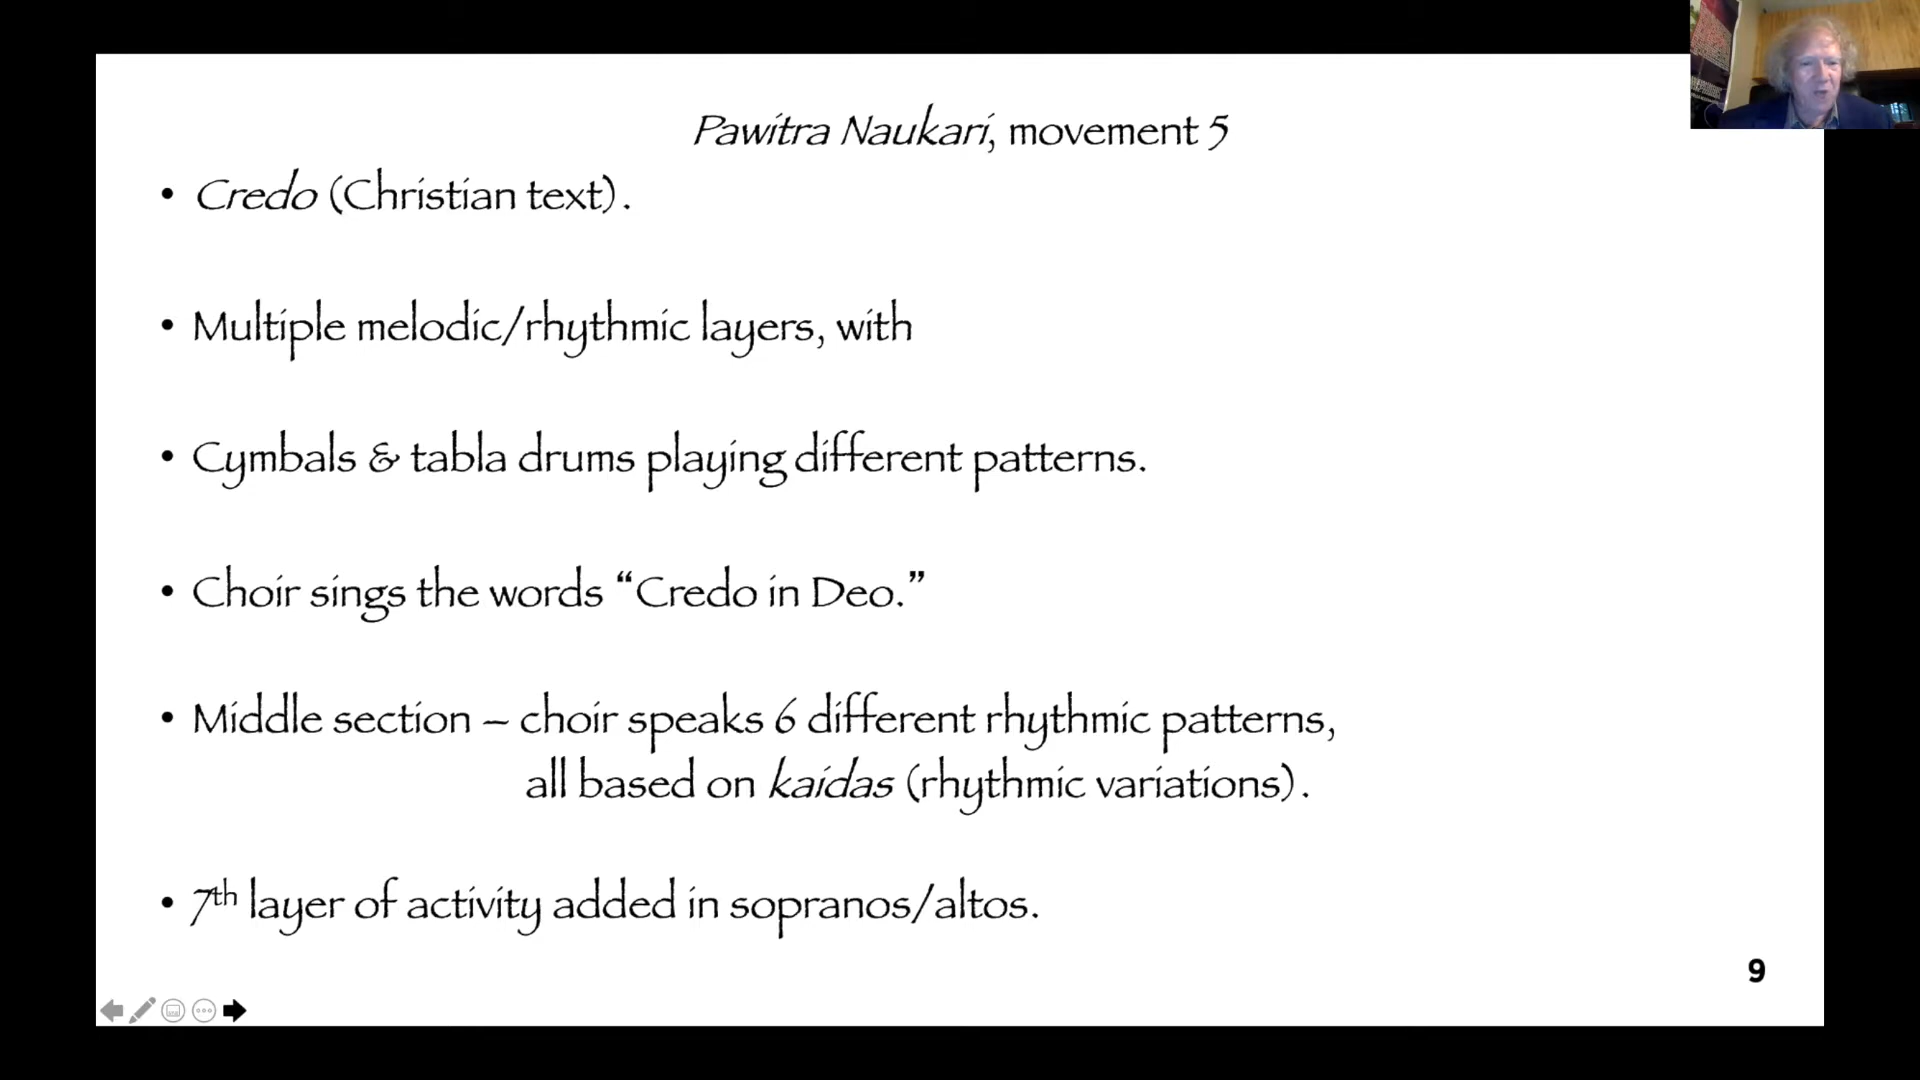 Pawitra Naukari, movement 5
• Credo (Christian text).
• Multiple melodic/rhythmic layers, with
• Cymbals & tabla drums playing different patterns.
• Choir sings the words “Credo in Deo.”
• Middle section – choir speaks 6 different rhythmic patterns,
all based on kaidas (rhythmic variations).
• 7th layer of activity added in sopranos/altos.
9